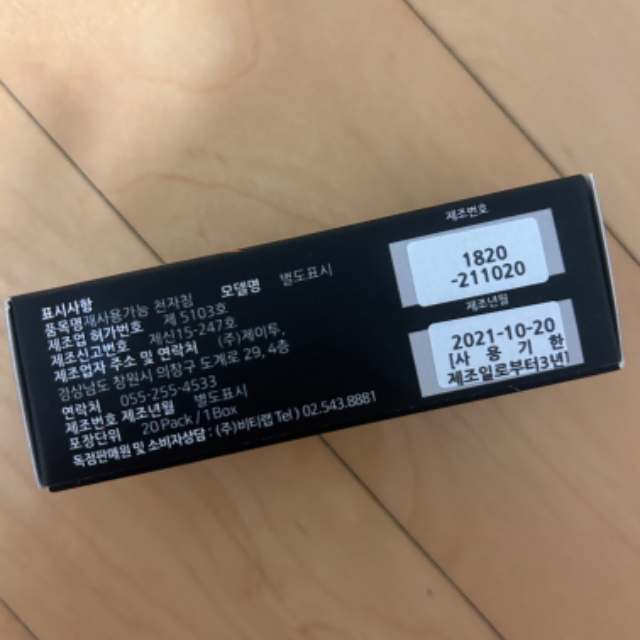 표시사항
품목명 재사용가능 전자침 모델명 별도표시
제조업 허가번호 제 5103호
제조신고번호 제신15-247호
제조업자 주소 및 연락처 (주)제이투,
경상남도 창원시 의창구 도계로 29, 4층
연락처 055-255-4533
제조번호 제조년월 별도표시
포장단위 20 Pack / 1 Box
독점판매원 및 소비자상담 : (주)비티랩 Tel ) 02.543.8881
제조번호
1820
-211020
제조년월
2021-10-20
[사 용 기 한
제조일로부터3년]